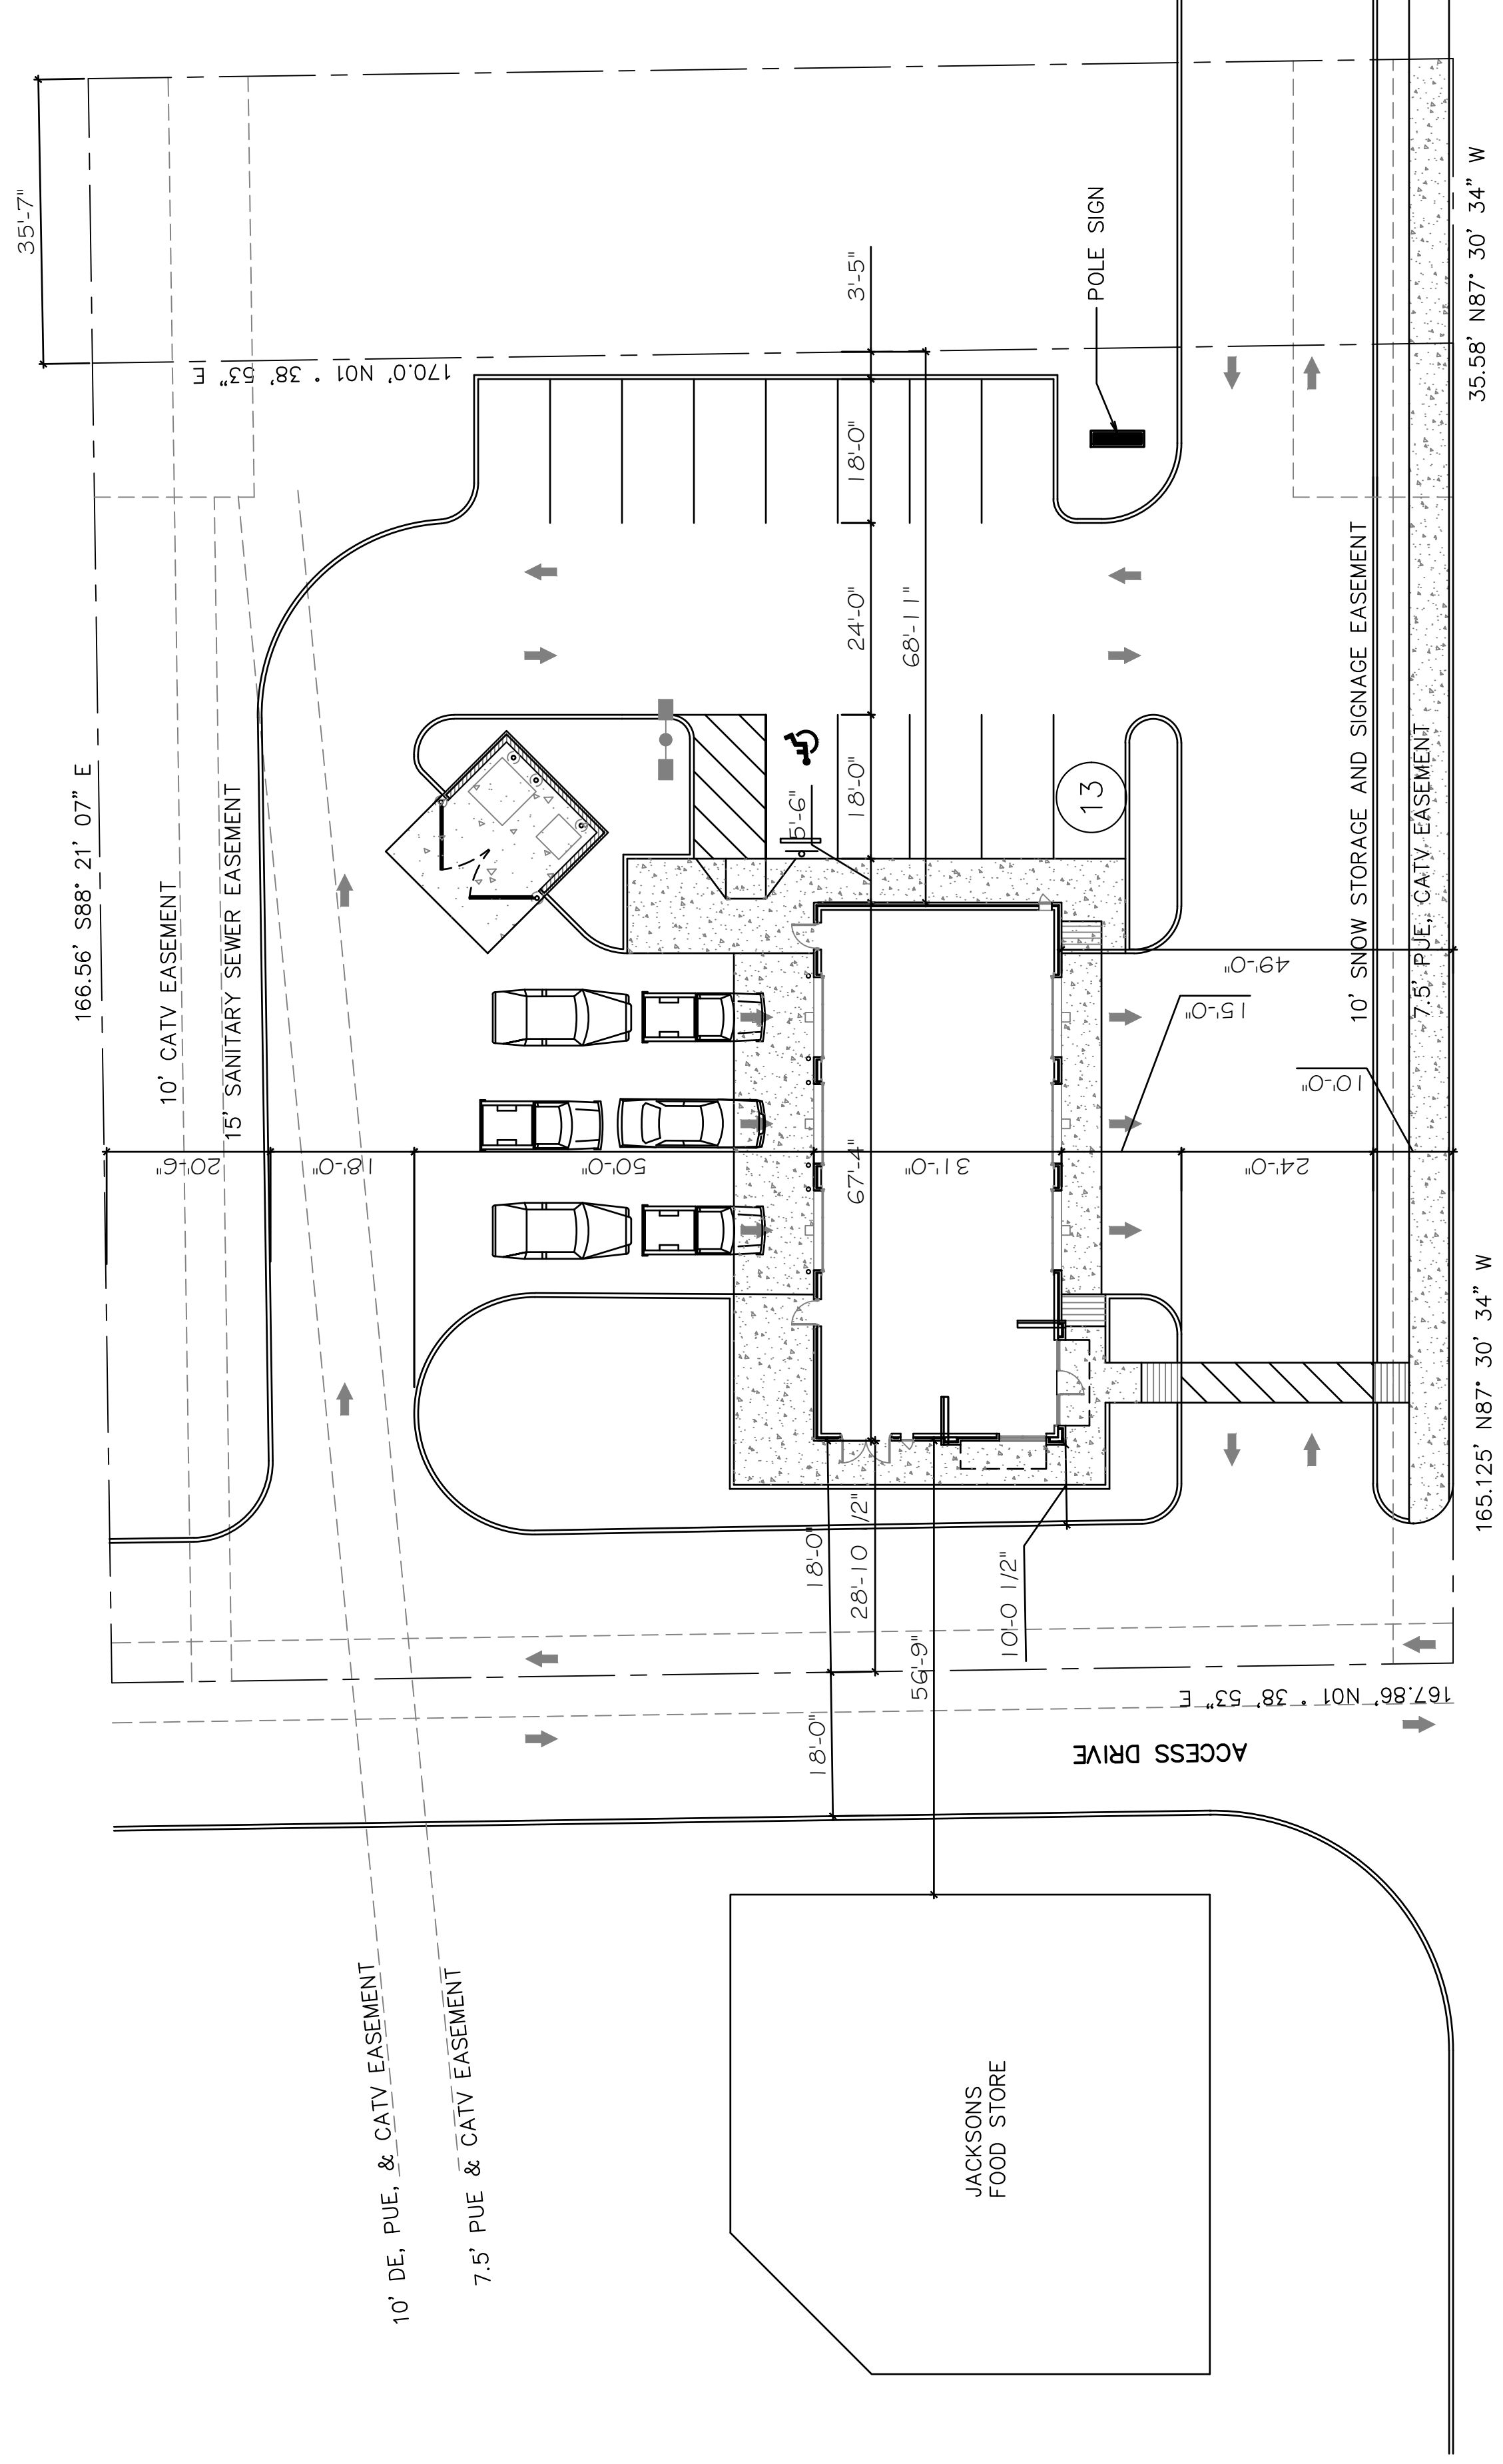 35'-7"
166.56' S88° 21' 07" E
10' CATV EASEMENT
15' SANITARY SEWER EASEMENT
170.0', N01 ° 38' 53" E
3'-5"
POLE SIGN
35.58' N87° 30' 34" W
18'-0"
24'-0"
68'-11"
18'-0"
5'-6"
13
10' SNOW STORAGE AND SIGNAGE EASEMENT
7.5' PUE, CATV EASEMENT
49'-0"
15'-0"
10'-0"
20'-6"
18'-0"
50'-0"
67'-4"
31'-0"
24'-0"
165.125' N87° 30' 34" W
18'-0"
28'-10 1/2"
10'-0 1/2"
56'-9"
18'-0"
167.86', N01 ° 38' 53" E
ACCESS DRIVE
10' DE, PUE, & CATV EASEMENT
7.5' PUE & CATV EASEMENT
JACKSONS
FOOD STORE